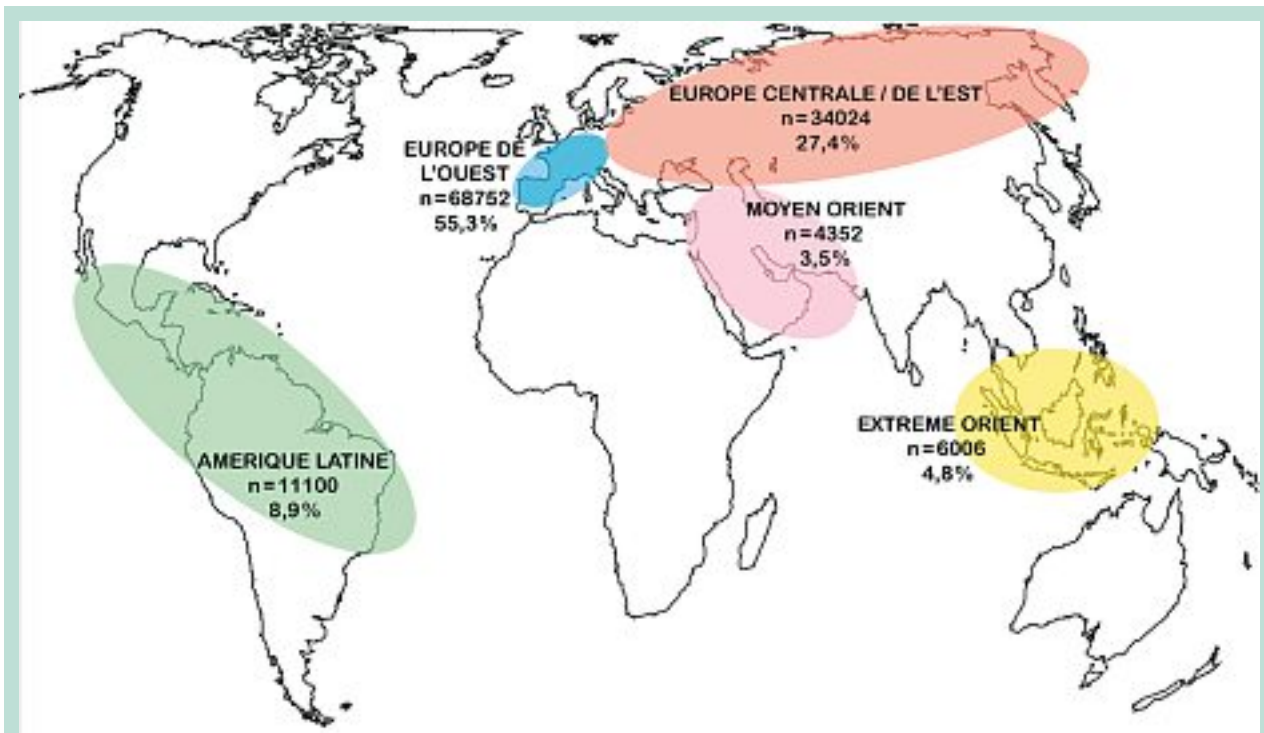 EUROPE CENTRALE / DE L'EST
n=34024
27,4%
EUROPE DE
L'OUEST
n=68752
55,3%
MOYEN ORIENT
n=4352
3,5%
EXTREME ORIENT
n=6006
4,8%
AMERIQUE LATINE
n=11100
8,9%